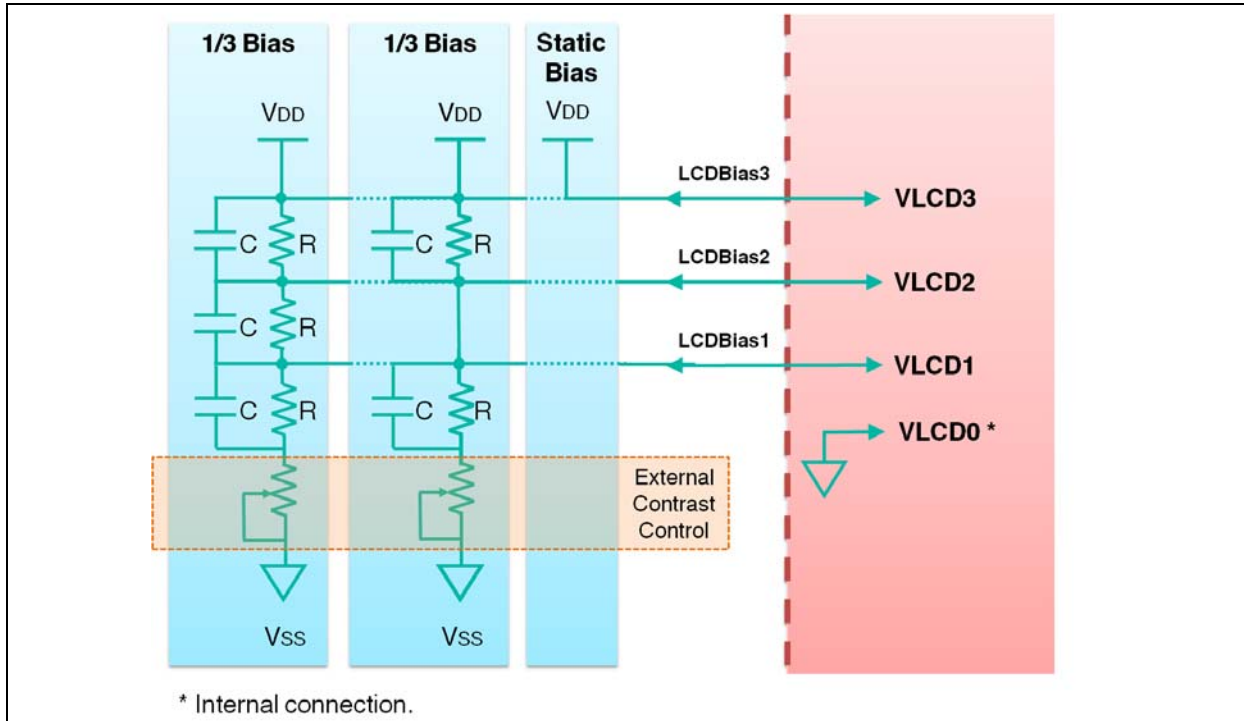 1/3 Bias
1/3 Bias
Static
Bias
VDD
VDD
VDD
LCDBias3
VLCD3
C
R
C
R
LCDBias2
VLCD2
C
R
LCDBias1
VLCD1
C
R
C
R
VLCD0 *
External
Contrast
Control
VSS
VSS
* Internal connection.